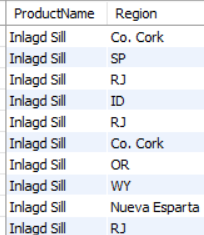 ProductName Region
Inlagd Sill Co. Cork
Inlagd Sill SP
Inlagd Sill RJ
Inlagd Sill ID
Inlagd Sill RJ
Inlagd Sill Co. Cork
Inlagd Sill OR
Inlagd Sill WY
Inlagd Sill Nueva Esparta
Inlagd Sill RJ